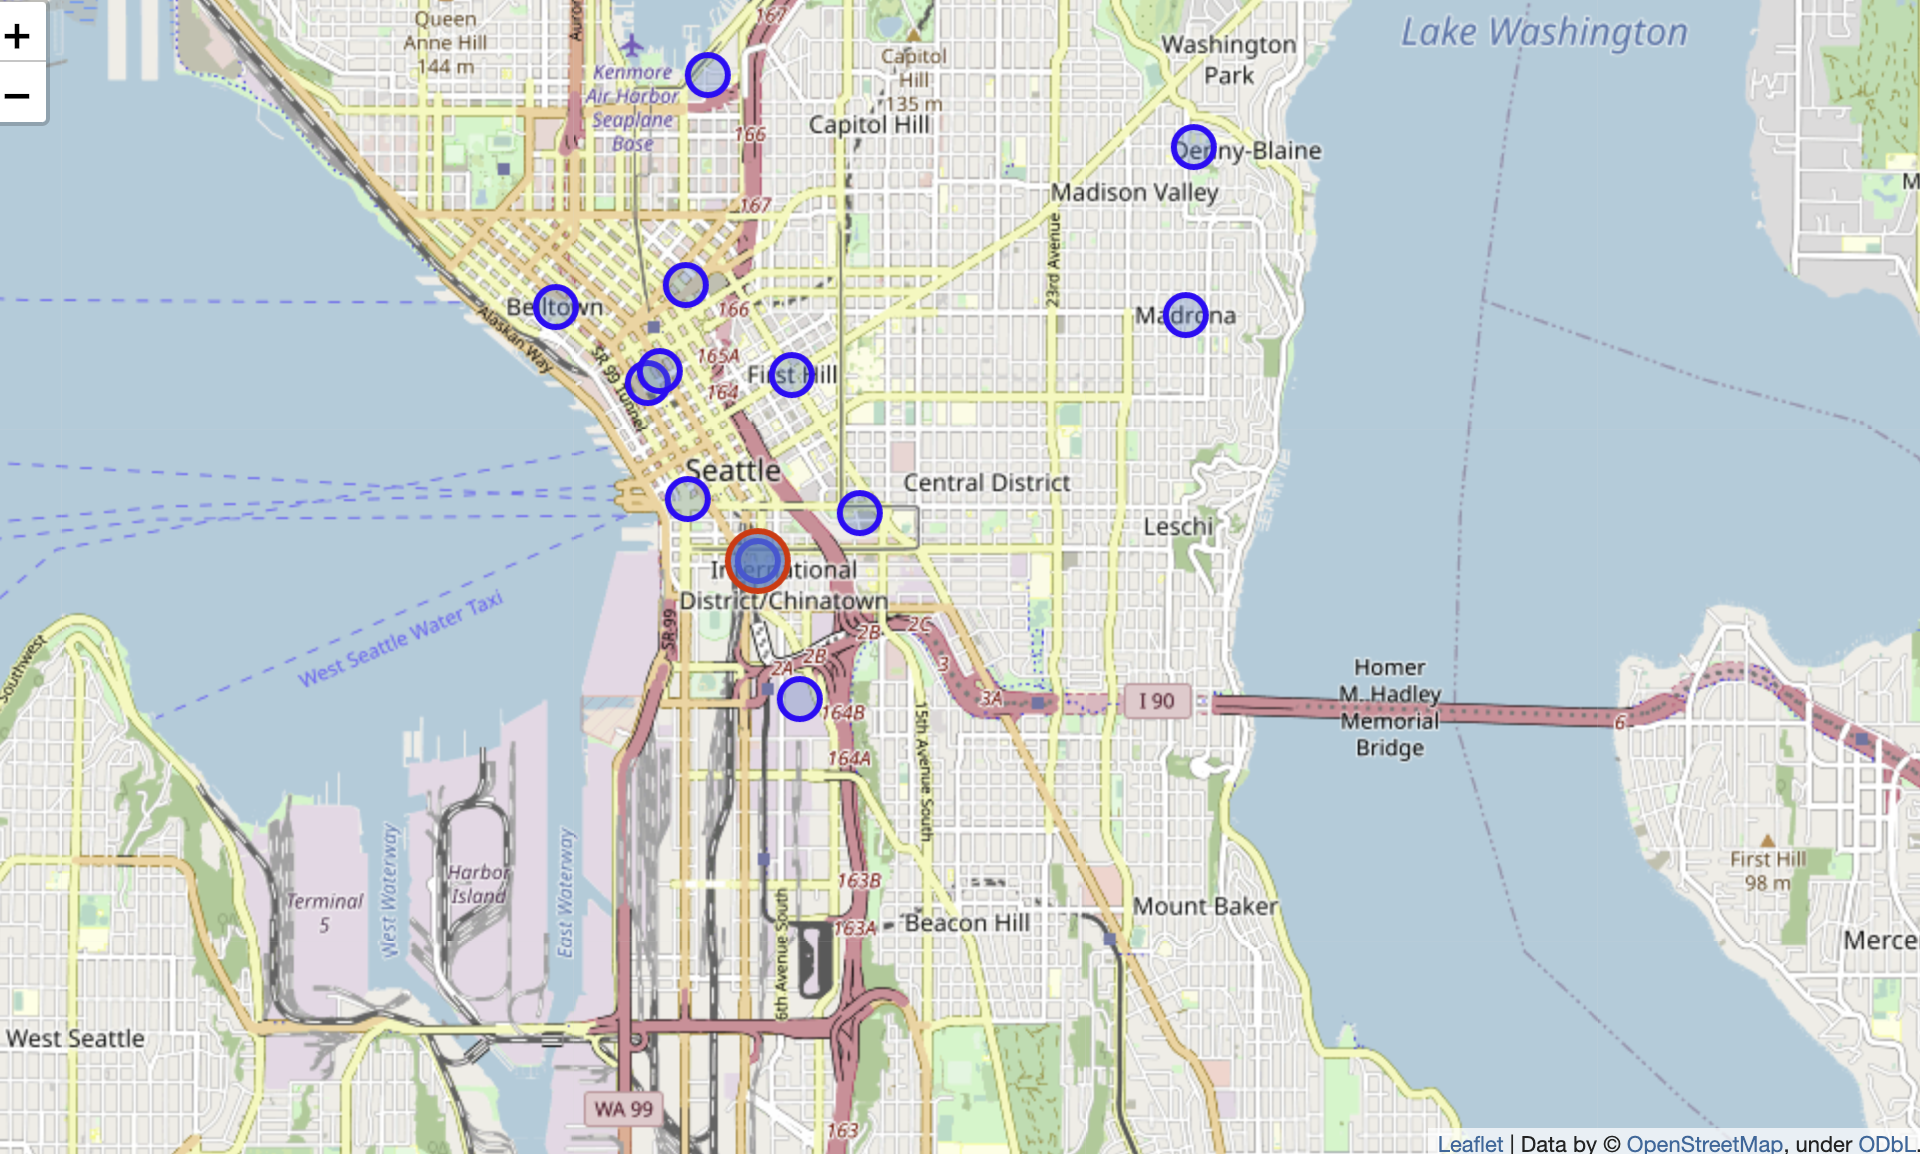 +
−
Queen
Anne Hill
144 m
Auror
167
Kenmore
Air Harbor
Seaplane
Base
Capitol
Hill
135 m
Capitol Hill
166
Washington
Park
Lake Washington
Denny-Blaine
Madison Valley
167
23rd Avenue
M
Belltown
166
Madrona
Alaskan Way
SR 99 Tunnel
165A
First Hill
164
Seattle
Central District
Leschi
International
District/Chinatown
West Seattle Water Taxi
SR 99
Southwest
2B
2C
2A
2B
3
3A
I 90
Homer
M. Hadley
Memorial
Bridge
6
164B
15th Avenue South
164A
Terminal
5
West Waterway
Harbor
Island
East Waterway
163B
6th Avenue South
163A
Beacon Hill
Mount Baker
First Hill
98 m
Merce
West Seattle
WA 99
163
Leaflet | Data by © OpenStreetMap, under ODbL.